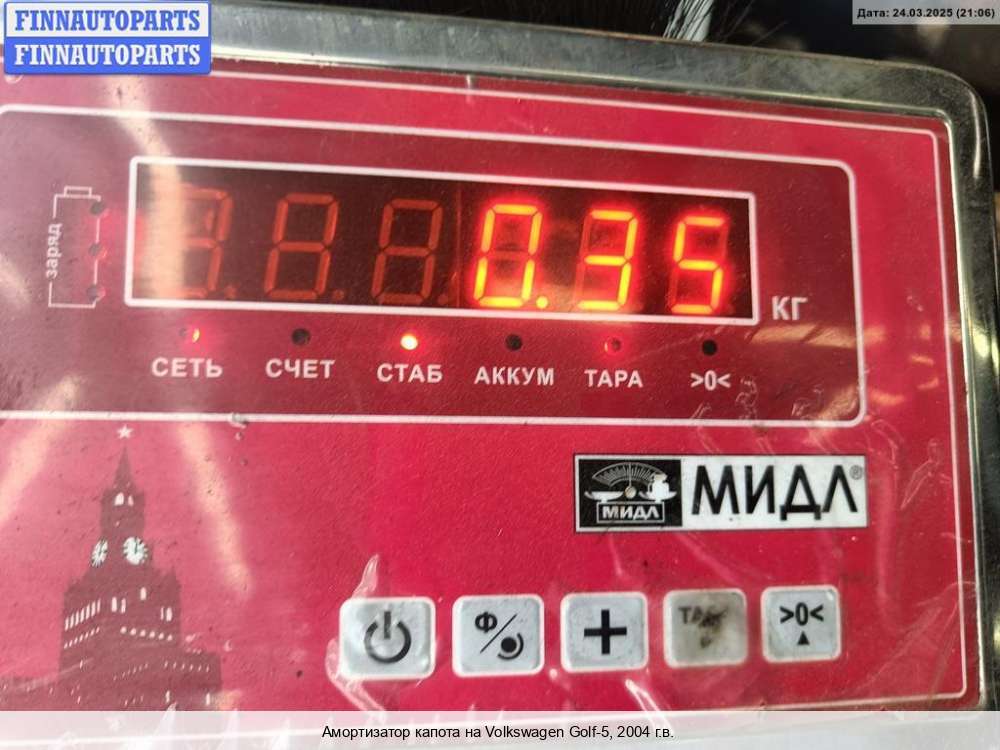 FINNAUTOPARTS
FINNAUTOPARTS
Дата: 24.03.2025 (21:06)
заряд
0.35
КГ
СЕТЬ СЧЕТ СТАБ АККУМ ТАРА >0<
МИДЛ
МИДЛ®
Ф/
+
>0<
Амортизатор капота на Volkswagen Golf-5, 2004 г.в.